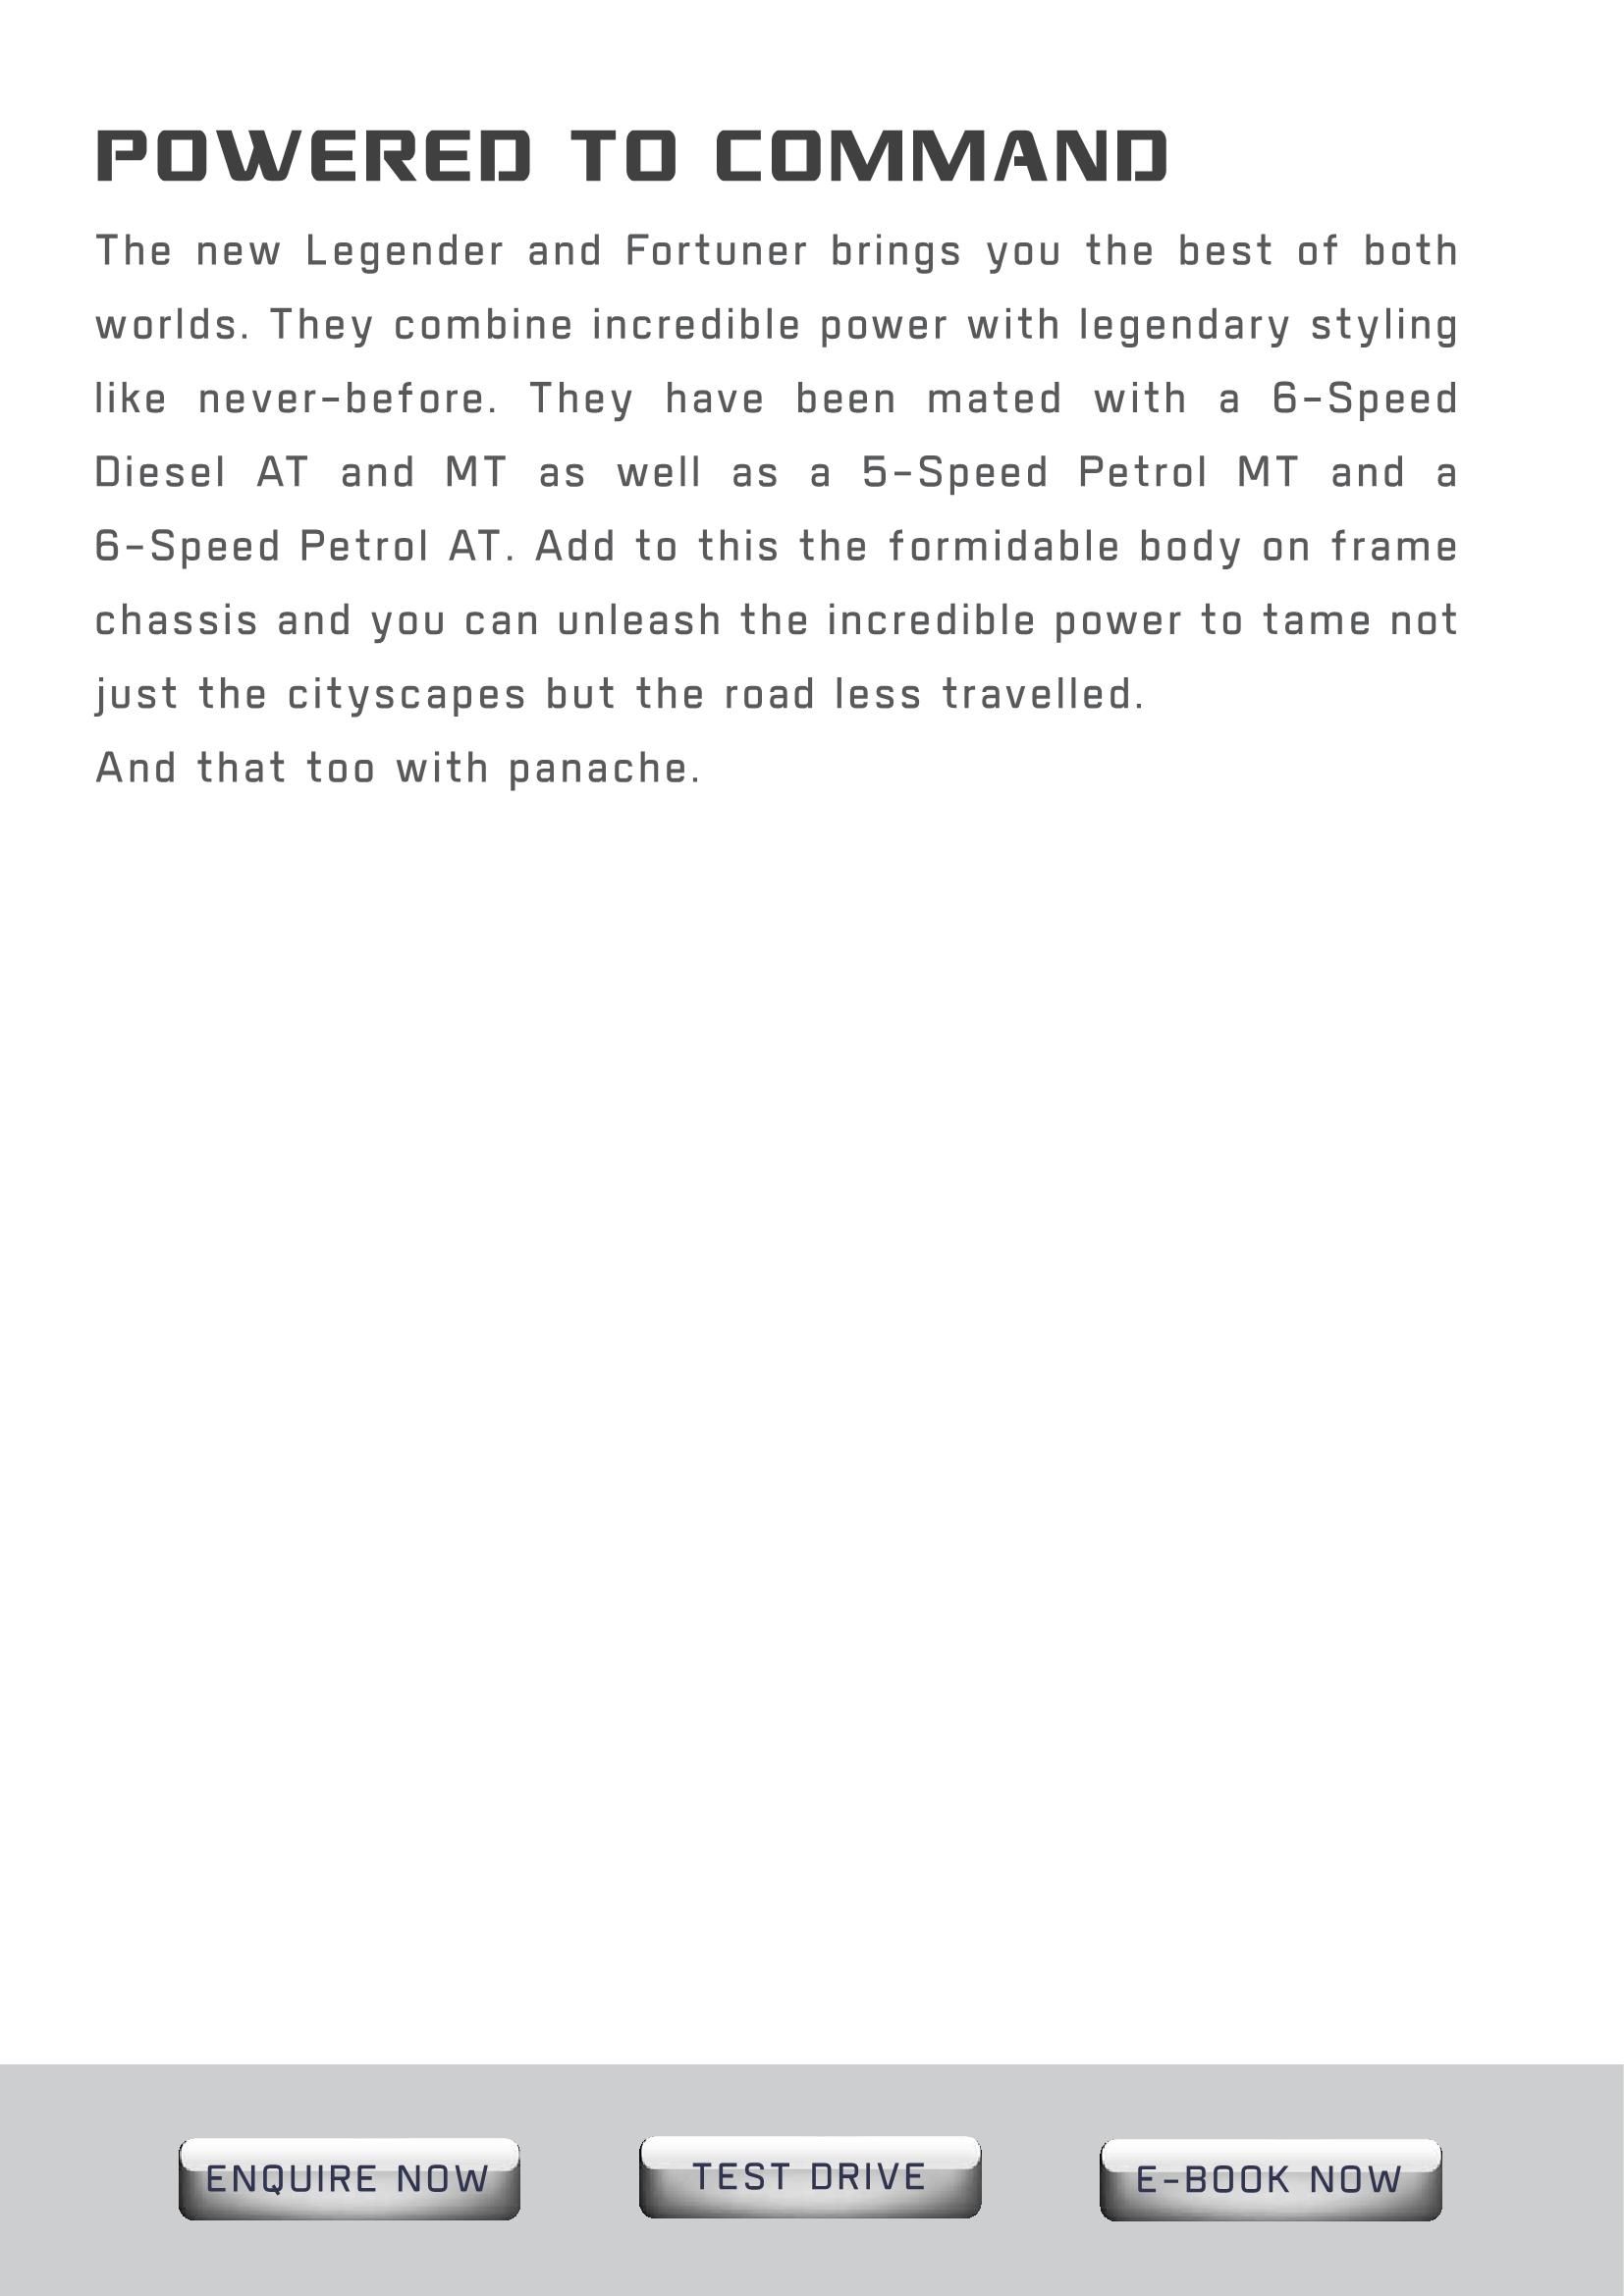 POWERED TO COMMAND
The new Legender and Fortuner brings you the best of both
worlds. They combine incredible power with legendary styling
like never-before. They have been mated with a 6-Speed
Diesel AT and MT as well as a 5-Speed Petrol MT and a
6-Speed Petrol AT. Add to this the formidable body on frame
chassis and you can unleash the incredible power to tame not
just the cityscapes but the road less travelled.
And that too with panache.
ENQUIRE NOW
TEST DRIVE
E-BOOK NOW